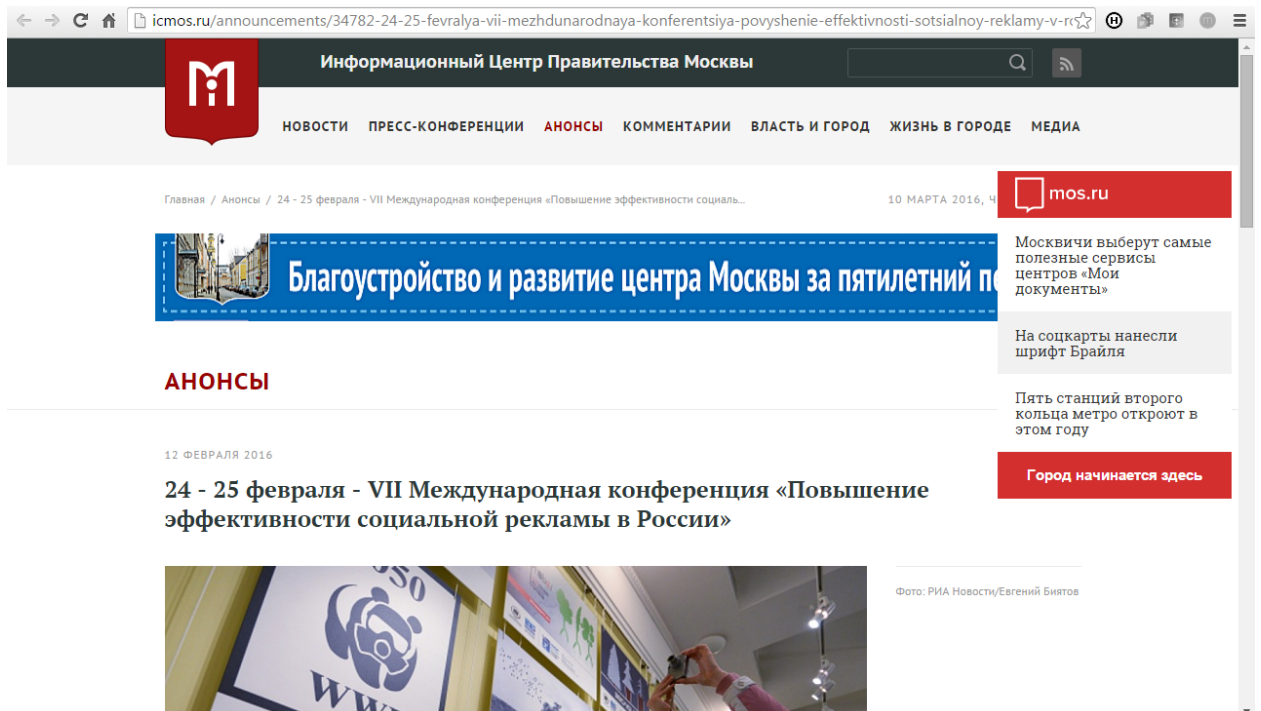 icmos.ru/announcements/34782-24-25-fevralya-vii-mezhdunarodnaya-konferentsiya-povyshenie-effektivnosti-sotsialnoy-reklamy-v-ro
Информационный Центр Правительства Москвы
НОВОСТИ ПРЕСС-КОНФЕРЕНЦИИ АНОНСЫ КОММЕНТАРИИ ВЛАСТЬ И ГОРОД ЖИЗНЬ В ГОРОДЕ МЕДИА
Главная / Анонсы / 24 - 25 февраля - VII Международная конференция «Повышение эффективности социаль...
10 МАРТА 2016, Ч
mos.ru
Москвичи выберут самые
полезные сервисы
центров «Мои
документы»
Благоустройство и развитие центра Москвы за пятилетний
На соцкарты нанесли
шрифт Брайля
Пять станций второго
кольца метро откроют в
этом году
Город начинается здесь
АНОНСЫ
12 ФЕВРАЛЯ 2016
24 - 25 февраля - VII Международная конференция «Повышение
эффективности социальной рекламы в России»
Фото: РИА Новости/Евгений Биятов
WWF